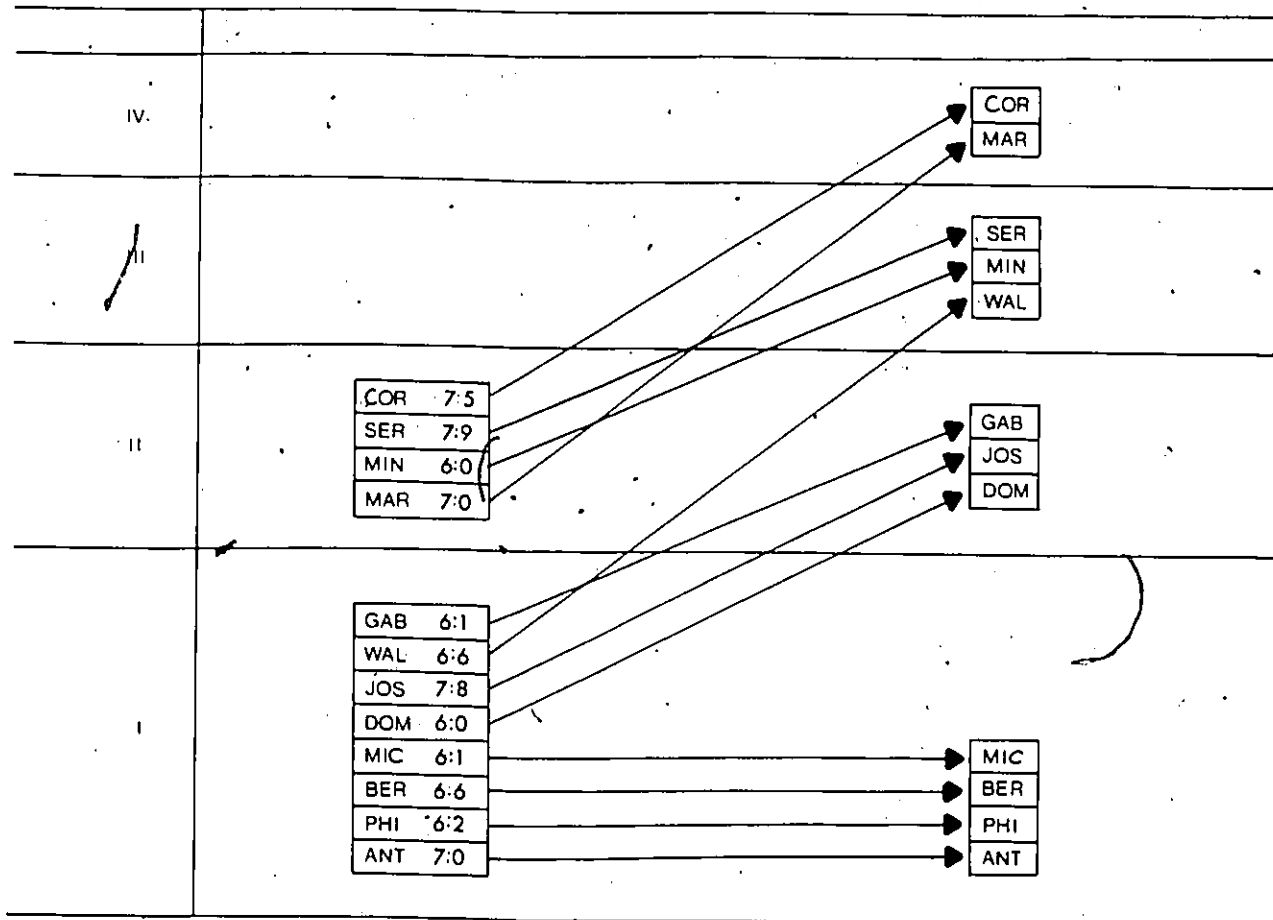 IV.
COR
MAR
III
SER
MIN
WAL
II
COR 7:5
SER 7:9
MIN 6:0
MAR 7:0
GAB
JOS
DOM
I
GAB 6:1
WAL 6:6
JOS 7:8
DOM 6:0
MIC 6:1
BER 6:6
PHI 6:2
ANT 7:0
MIC
BER
PHI
ANT